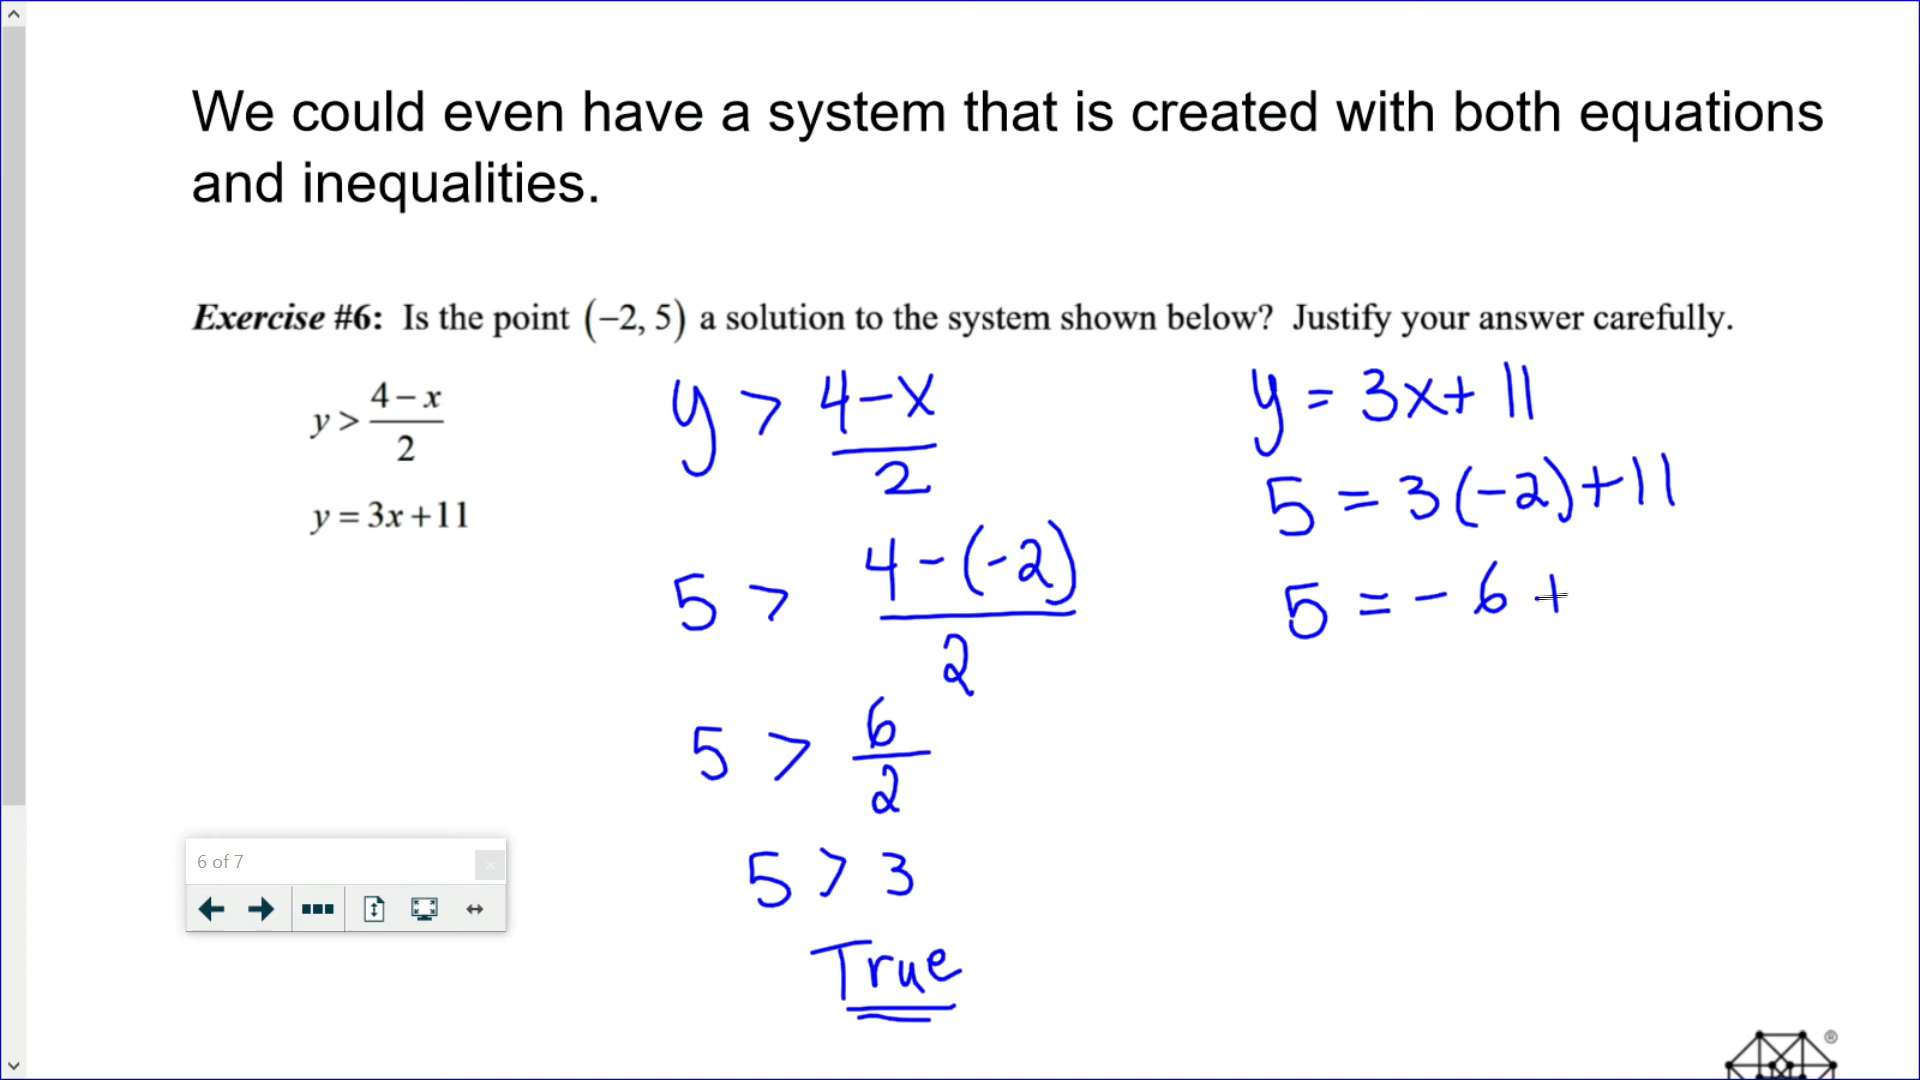 We could even have a system that is created with both equations
and inequalities.
Exercise #6: Is the point (−2, 5) a solution to the system shown below? Justify your answer carefully.
y > (4 − x)/2
y = 3x + 11
y > (4 − x)/2
5 > (4 − (−2))/2
5 > 6/2
5 > 3
True
y = 3x + 11
5 = 3(−2) + 11
5 = − 6 +
6 of 7
®